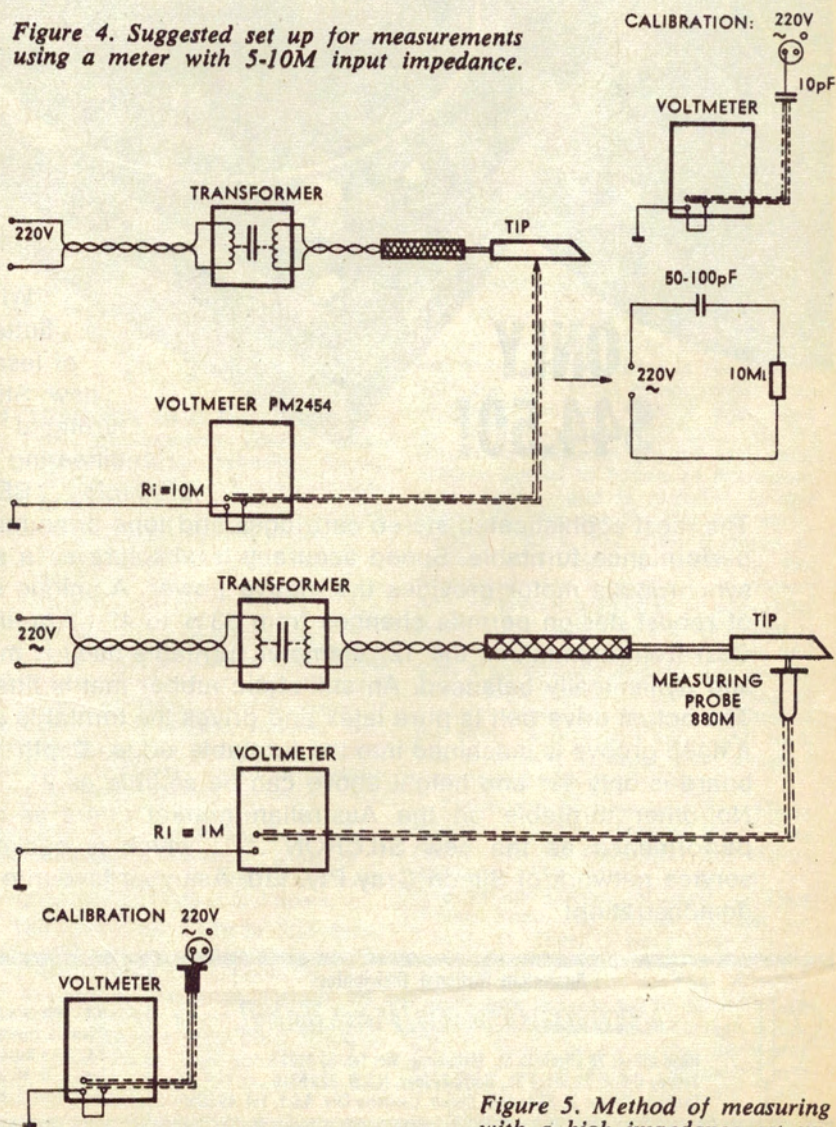 Figure 4. Suggested set up for measurements
using a meter with 5-10M input impedance.
CALIBRATION: 220V
~
10pF
VOLTMETER
TRANSFORMER
220V
TIP
VOLTMETER PM2454
Ri=10M
50-100pF
220V
~
10M
TRANSFORMER
220V
~
TIP
MEASURING
PROBE
880M
VOLTMETER
RI = 1M
CALIBRATION 220V
~
VOLTMETER
Figure 5. Method of measuring
with a high impedance